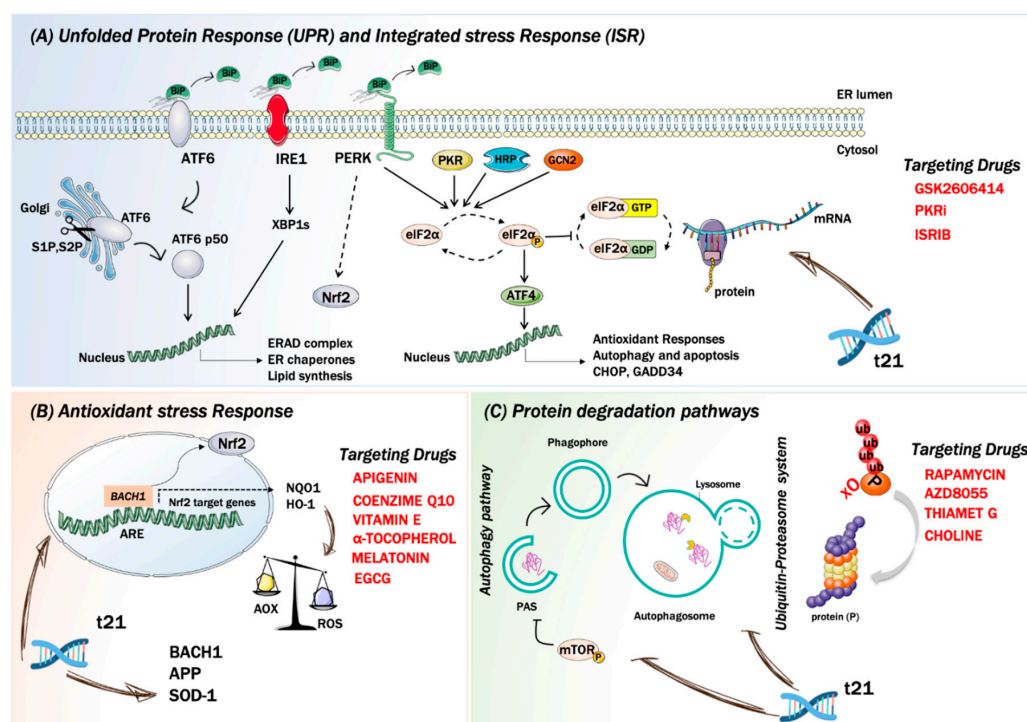 (A) Unfolded Protein Response (UPR) and Integrated stress Response (ISR)
BiP
BiP
BiP
BiP
BiP
BiP
ER lumen
Cytosol
ATF6
IRE1
PERK
PKR
HRP
GCN2
Targeting Drugs
GSK2606414
PKRi
ISRIB
Golgi
ATF6
S1P,S2P
ATF6 p50
XBP1s
Nrf2
eIF2α
eIF2α
P
eIF2α
GTP
eIF2α
GDP
mRNA
protein
ATF4
Nucleus
ERAD complex
ER chaperones
Lipid synthesis
Nucleus
Antioxidant Responses
Autophagy and apoptosis
CHOP, GADD34
t21
(B) Antioxidant stress Response
Nrf2
BACH1
Nrf2 target genes
ARE
NQO1
HO-1
AOX
ROS
Targeting Drugs
APIGENIN
COENZIME Q10
VITAMIN E
α-TOCOPHEROL
MELATONIN
EGCG
t21
BACH1
APP
SOD-1
(C) Protein degradation pathways
Autophagy pathway
Phagophore
Lysosome
PAS
Autophagosome
mTOR
P
Ubiquitin-Proteasome system
ub
ub
ub
ub
P
OX
protein (P)
Targeting Drugs
RAPAMYCIN
AZD8055
THIAMET G
CHOLINE
t21